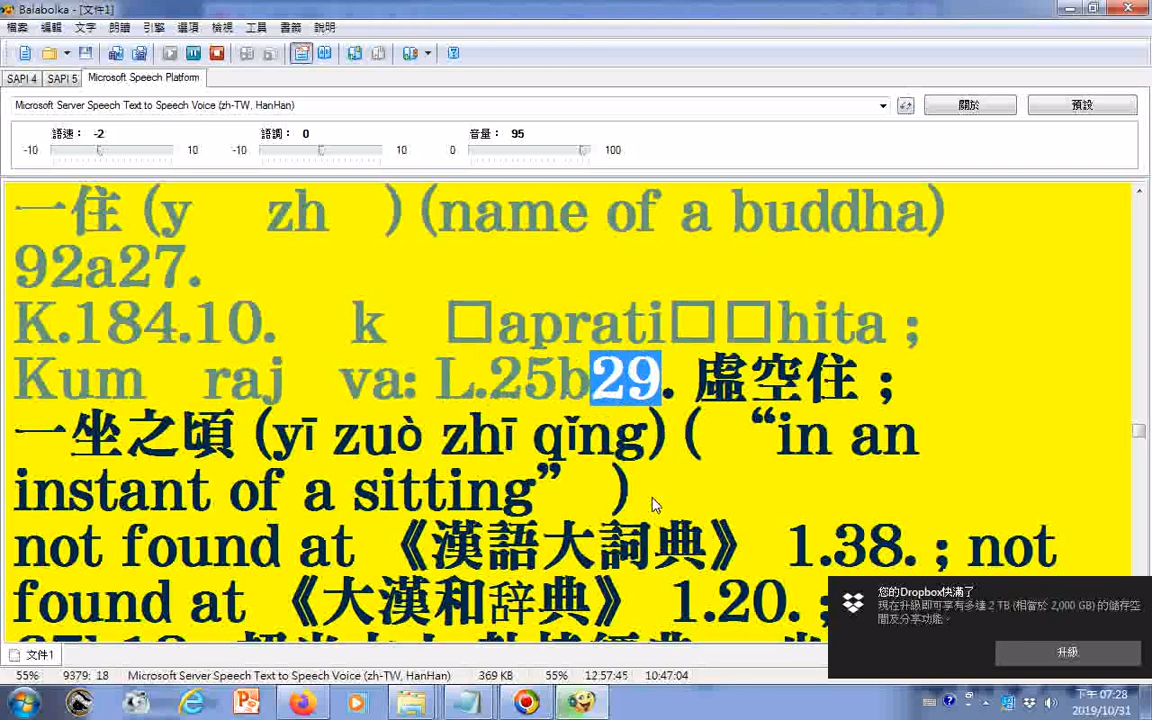 Balabolka - [文件1]
檔案 編輯 文字 朗讀 引擎 選項 檢視 工具 書籤 說明
SAPI 4 SAPI 5 Microsoft Speech Platform
Microsoft Server Speech Text to Speech Voice (zh-TW, HanHan)
關於 預設
語速： -2 語調： 0 音量： 95
-10 10 -10 10 0 100
一住 (y zh ) (name of a buddha)
92a27.
K.184.10. k □aprati□□hita ;
Kum raj va: L.25b29. 虛空住 ;
一坐之頃 (yī zuò zhī qǐng) ( “in an
instant of a sitting” )
not found at 《漢語大詞典》 1.38. ; not
found at 《大漢和辞典》 1.20. ;
您的Dropbox快滿了
現在升級即可享有多達 2 TB (相當於 2,000 GB) 的儲存空
間及分享功能。
升級
文件1
55% 9379: 18 Microsoft Server Speech Text to Speech Voice (zh-TW, HanHan) 369 KB 55% 12:57:45 10:47:04
下午 07:28
2019/10/31